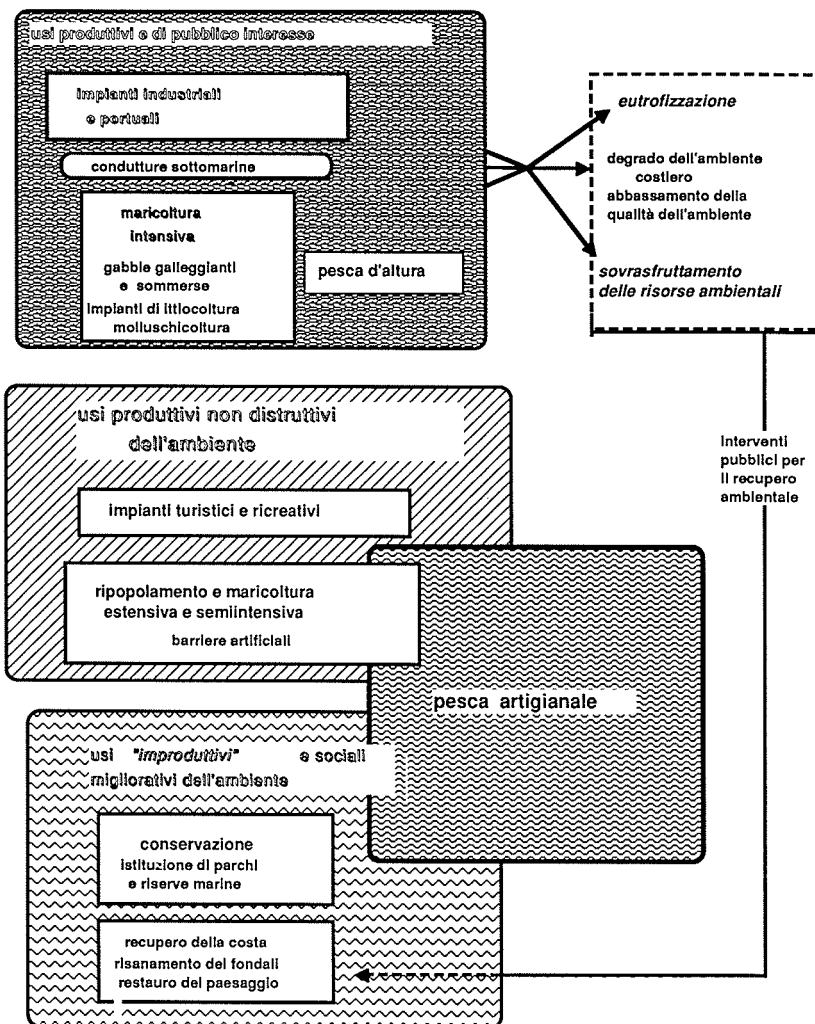 usi produttivi e di pubblico interesse
impianti industriali
e portuali
condutture sottomarine
maricoltura
intensiva
gabbie galleggianti
e sommerse
impianti di ittiocoltura
molluschicoltura
pesca d'altura
eutrofizzazione
degrado dell'ambiente
costiero
abbassamento della
qualità dell'ambiente
sovrasfruttamento
delle risorse ambientali
interventi
pubblici per
il recupero
ambientale
usi produttivi non distruttivi
dell'ambiente
impianti turistici e ricreativi
ripopolamento e maricoltura
estensiva e semiintensiva
barriere artificiali
pesca artigianale
usi "improduttivi" e sociali
migliorativi dell'ambiente
conservazione
istituzione di parchi
e riserve marine
recupero della costa
risanamento dei fondali
restauro del paesaggio